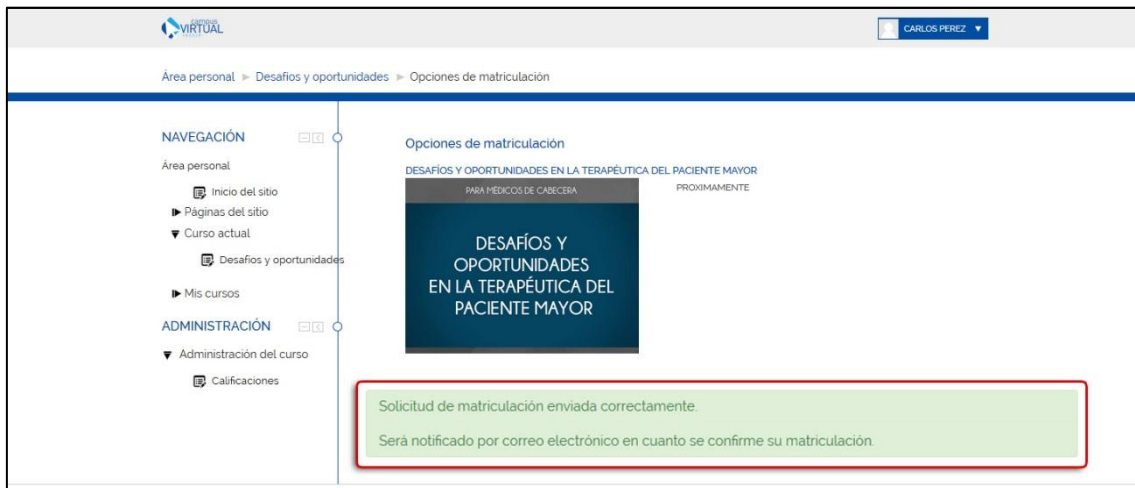 campus
VIRTUAL
CARLOS PEREZ
Área personal Desafíos y oportunidades Opciones de matriculación
NAVEGACIÓN
Área personal
Inicio del sitio
Páginas del sitio
Curso actual
Desafíos y oportunidades
Mis cursos
ADMINISTRACIÓN
Administración del curso
Calificaciones
Opciones de matriculación
DESAFÍOS Y OPORTUNIDADES EN LA TERAPÉUTICA DEL PACIENTE MAYOR
PARA MÉDICOS DE CABECERA
DESAFÍOS Y
OPORTUNIDADES
EN LA TERAPÉUTICA DEL
PACIENTE MAYOR
PROXIMAMENTE
Solicitud de matriculación enviada correctamente.
Será notificado por correo electrónico en cuanto se confirme su matriculación.